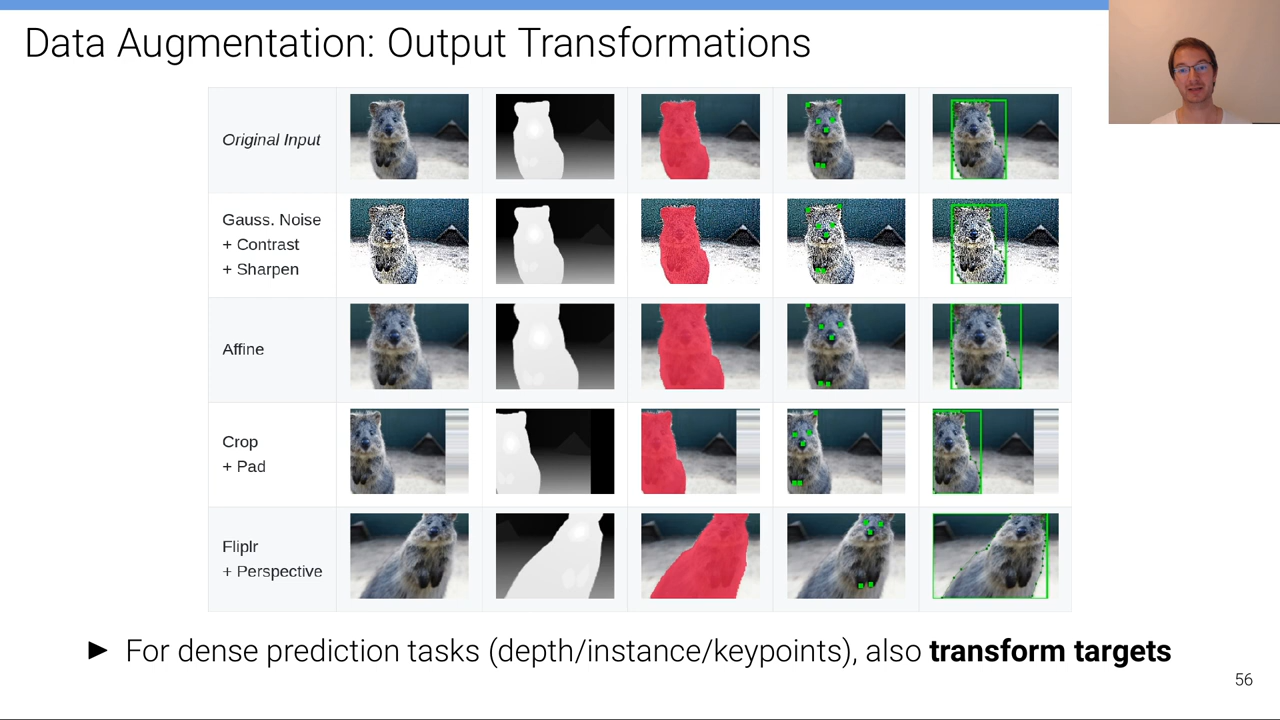 Data Augmentation: Output Transformations
Original Input
Gauss. Noise
+ Contrast
+ Sharpen
Affine
Crop
+ Pad
Fliplr
+ Perspective
► For dense prediction tasks (depth/instance/keypoints), also transform targets
56